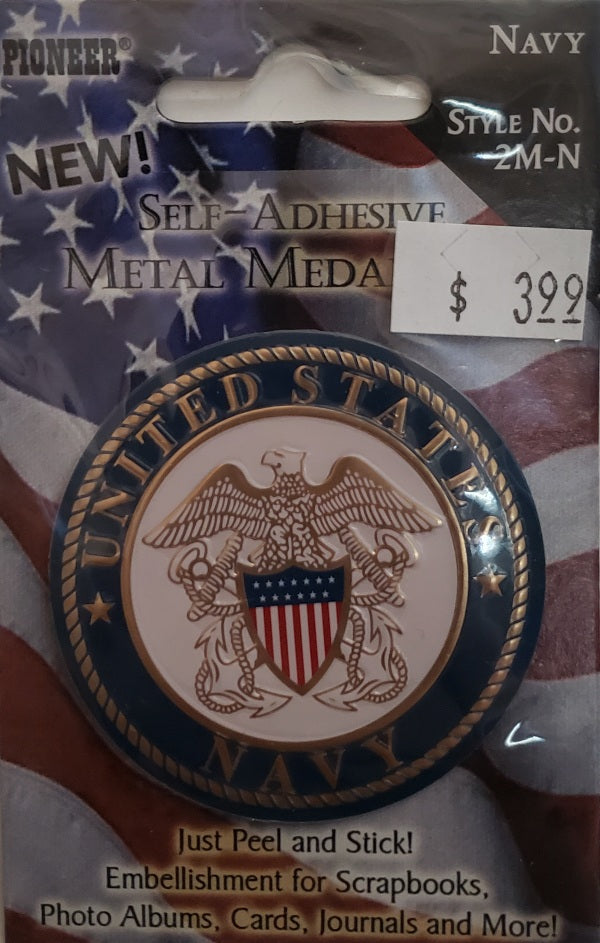 PIONEER®
NAVY
STYLE NO.
2M-N
NEW!
SELF-ADHESIVE
METAL
$ 399
UNITED STATES
NAVY
Just Peel and Stick!
Embellishment for Scrapbooks,
Photo Albums, Cards, Journals and More!